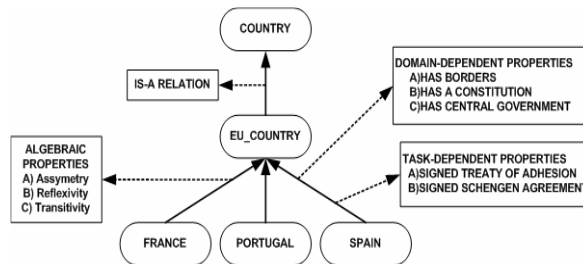 COUNTRY
IS-A RELATION
DOMAIN-DEPENDENT PROPERTIES
A)HAS BORDERS
B)HAS A CONSTITUTION
C)HAS CENTRAL GOVERNMENT
EU_COUNTRY
ALGEBRAIC
PROPERTIES
A) Assymetry
B) Reflexivity
C) Transitivity
TASK-DEPENDENT PROPERTIES
A)SIGNED TREATY OF ADHESION
B)SIGNED SCHENGEN AGREEMENT
FRANCE
PORTUGAL
SPAIN